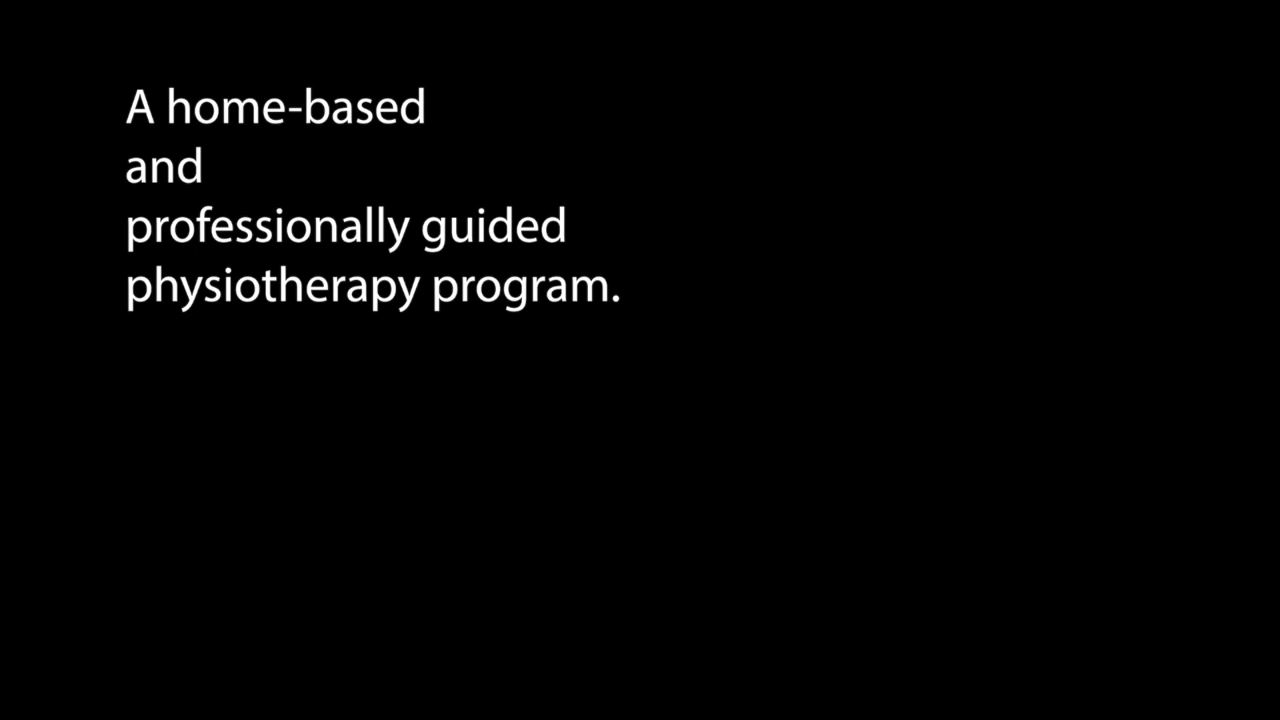 A home-based
and
professionally guided
physiotherapy program.